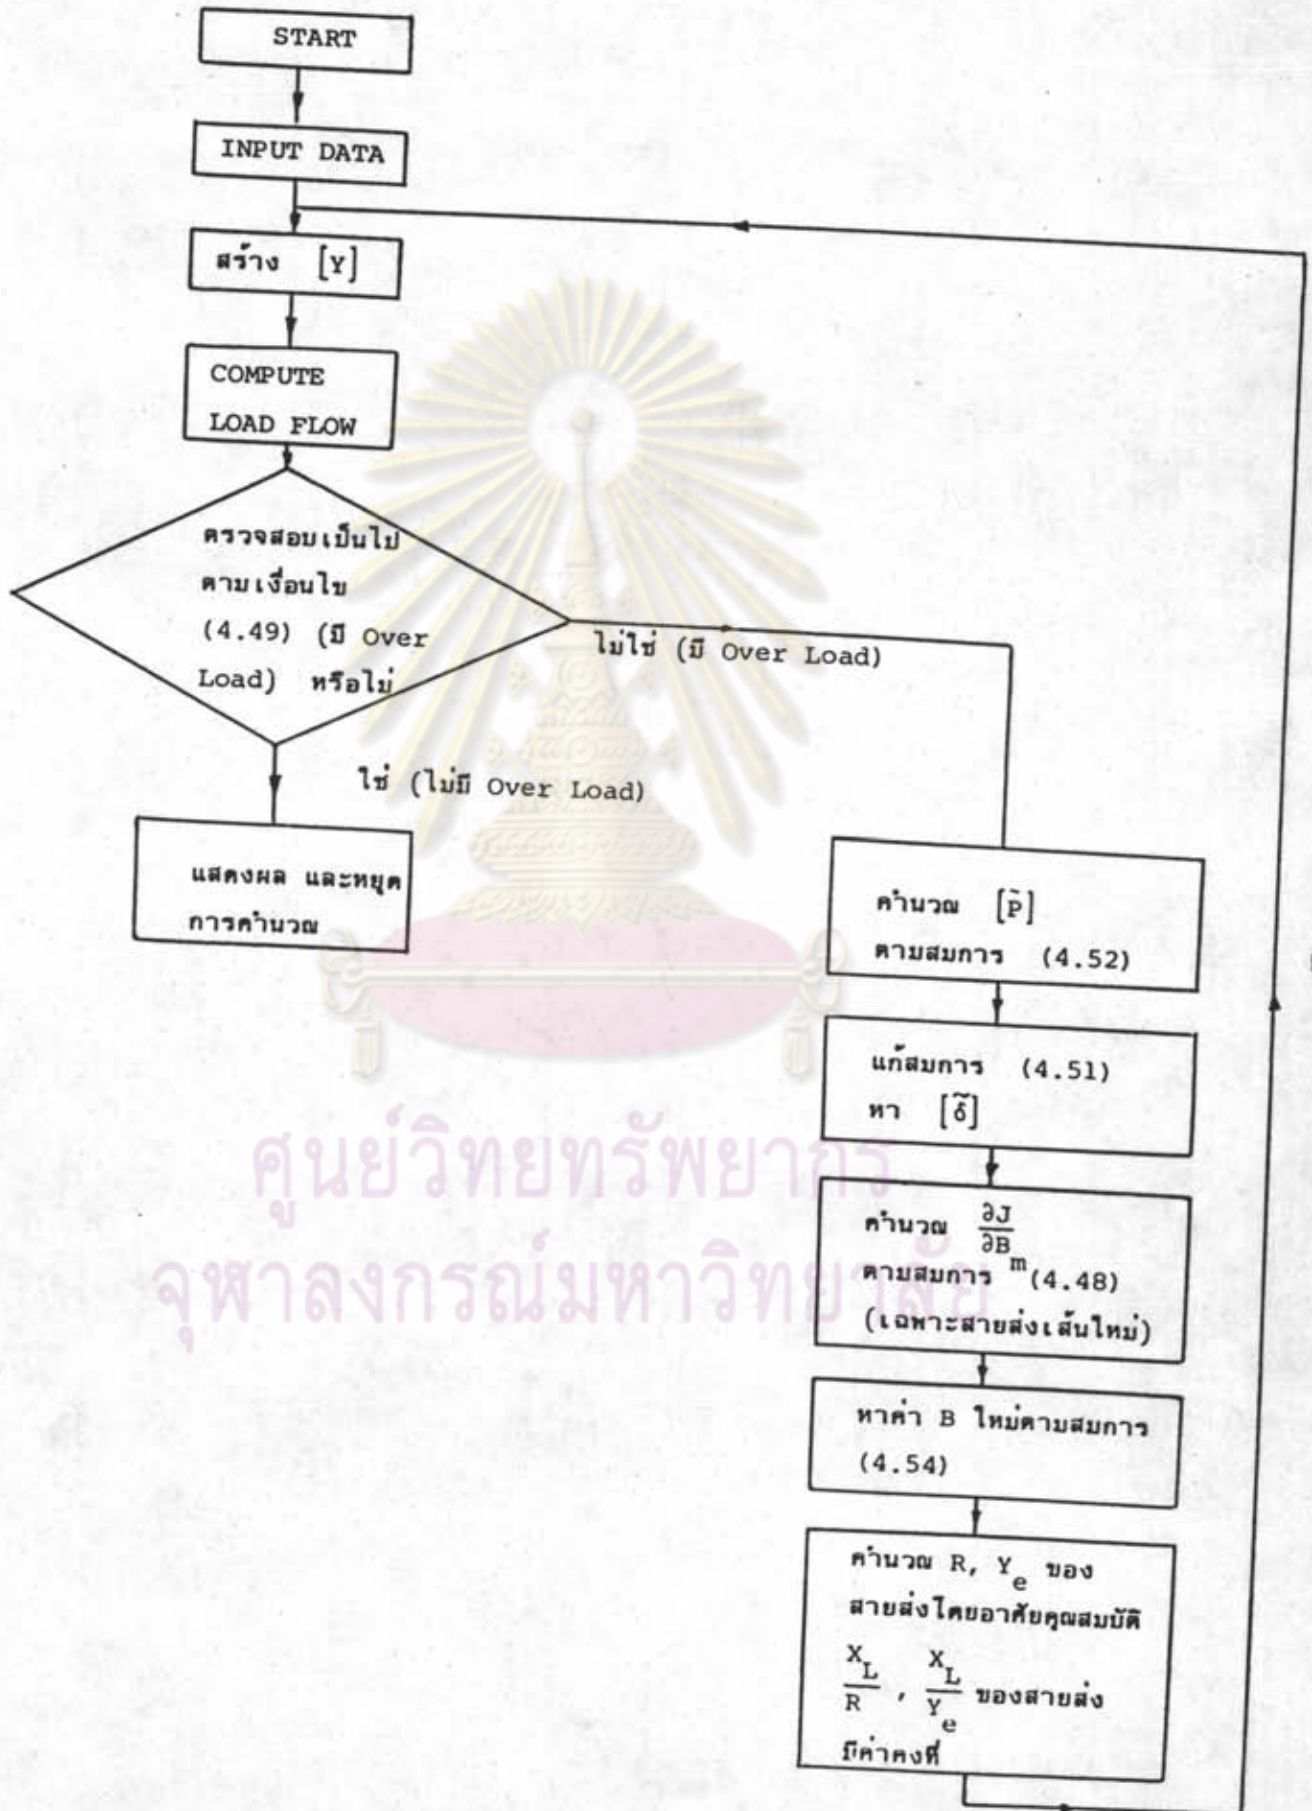 START
INPUT DATA
สร้าง [Y]
COMPUTE
LOAD FLOW
ตรวจสอบเป็นไป
ตามเงื่อนไข
(4.49) (มี Over
Load) หรือไม่
ไม่ใช่ (มี Over Load)
ใช่ (ไม่มี Over Load)
แสดงผล และหยุด
การคำนวณ
คำนวณ [P̃]
ตามสมการ (4.52)
แก้สมการ (4.51)
หา [δ̃]
คำนวณ ∂J
∂B
ตามสมการ m (4.48)
(เฉพาะสายส่งเส้นใหม่)
หาค่า B ใหม่ตามสมการ
(4.54)
คำนวณ R, Y_e ของ
สายส่งโดยอาศัยคุณสมบัติ
X_L/R , X_L/Y_e ของสายส่ง
มีค่าคงที่
ศูนย์วิทยทรัพยากร
จุฬาลงกรณ์มหาวิทยาลัย